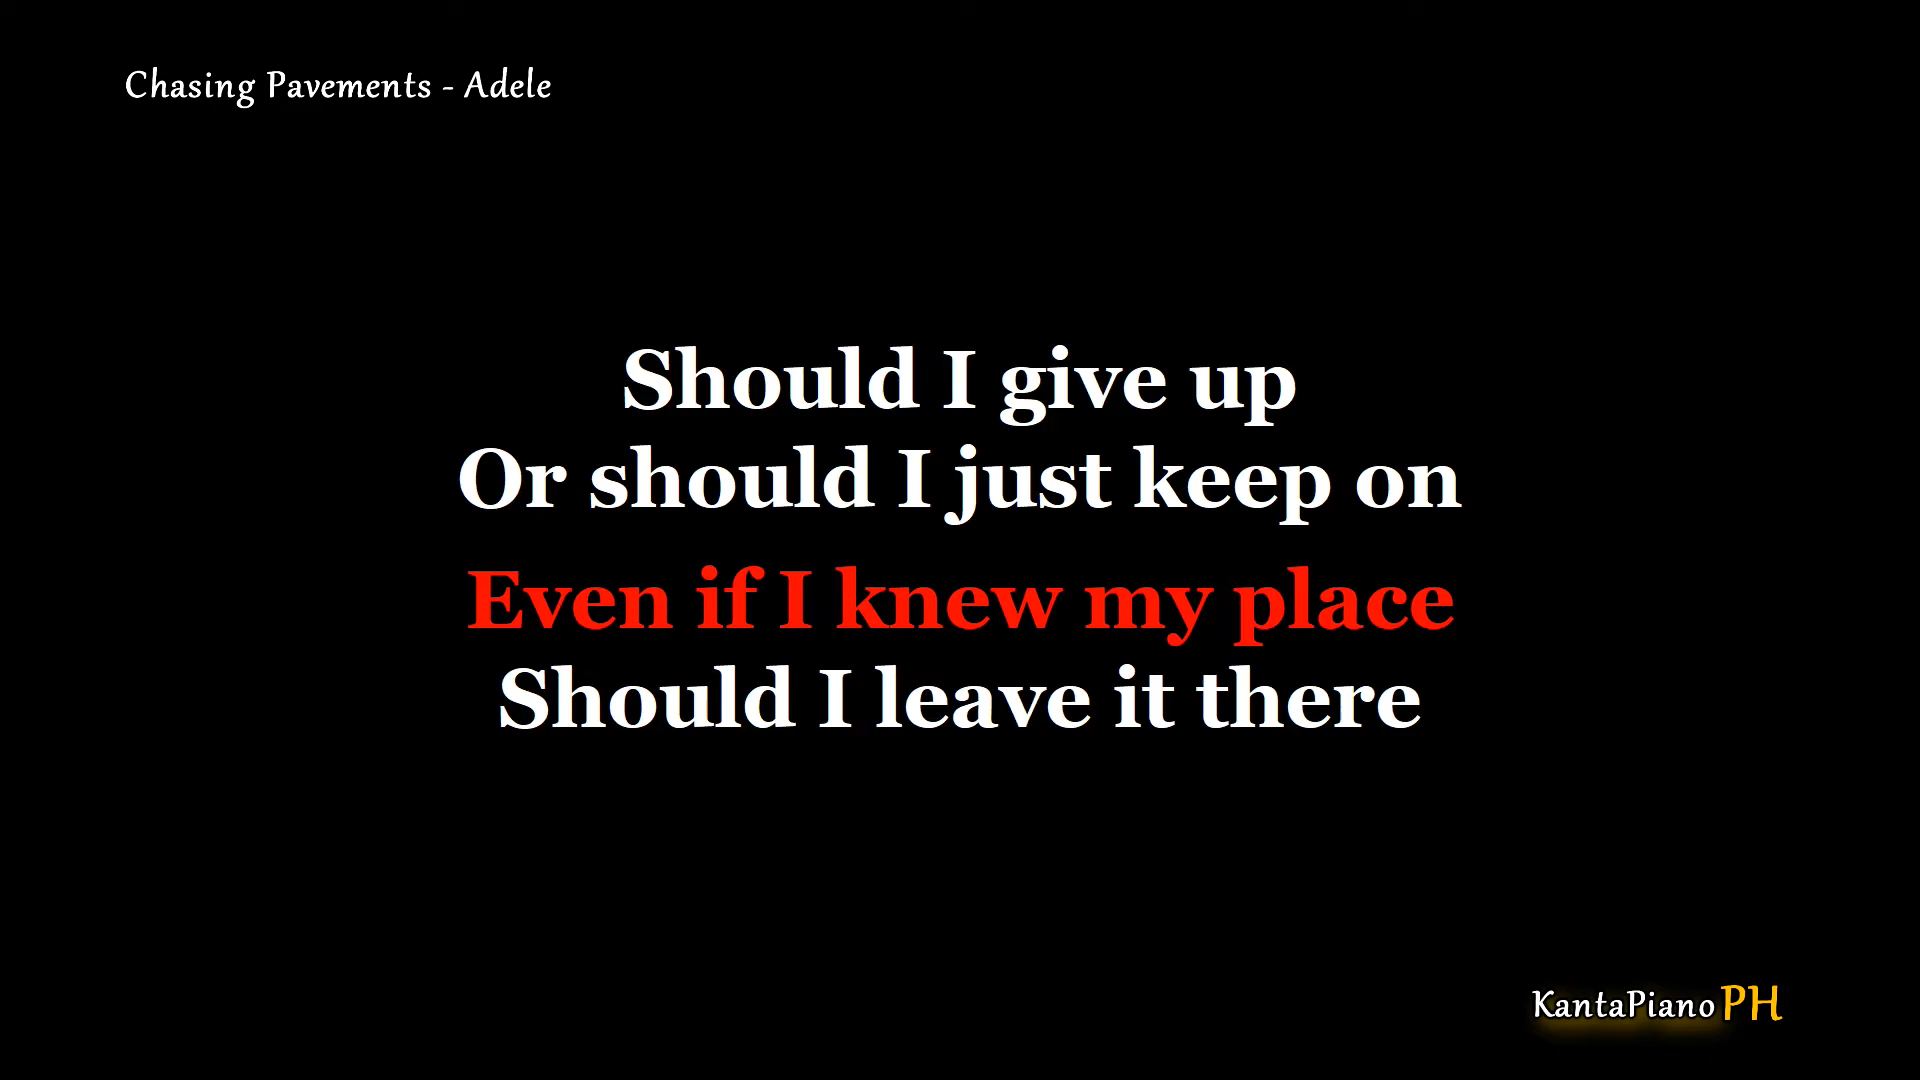 Chasing Pavements - Adele
Should I give up
Or should I just keep on
Even if I knew my place
Should I leave it there
KantaPiano PH